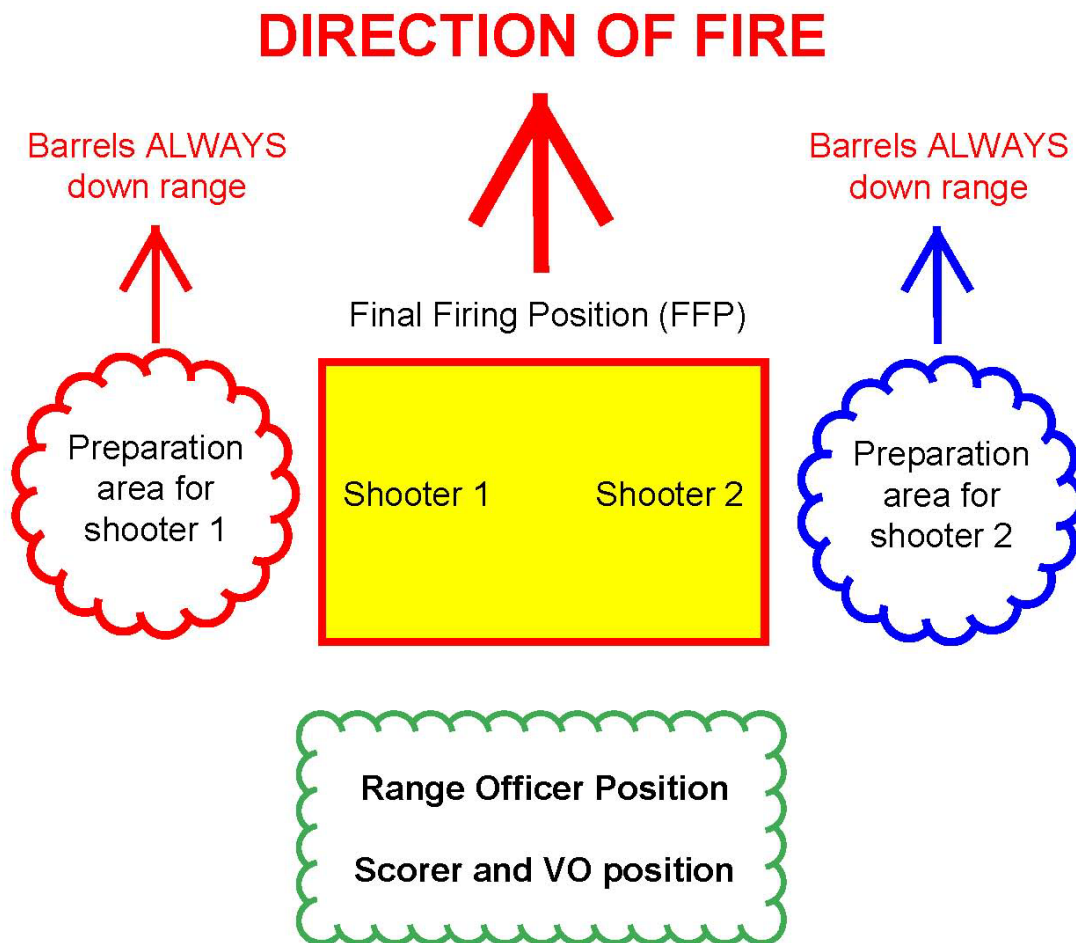 DIRECTION OF FIRE
Barrels ALWAYS
down range
Barrels ALWAYS
down range
Final Firing Position (FFP)
Preparation
area for
shooter 1
Shooter 1
Shooter 2
Preparation
area for
shooter 2
Range Officer Position
Scorer and VO position